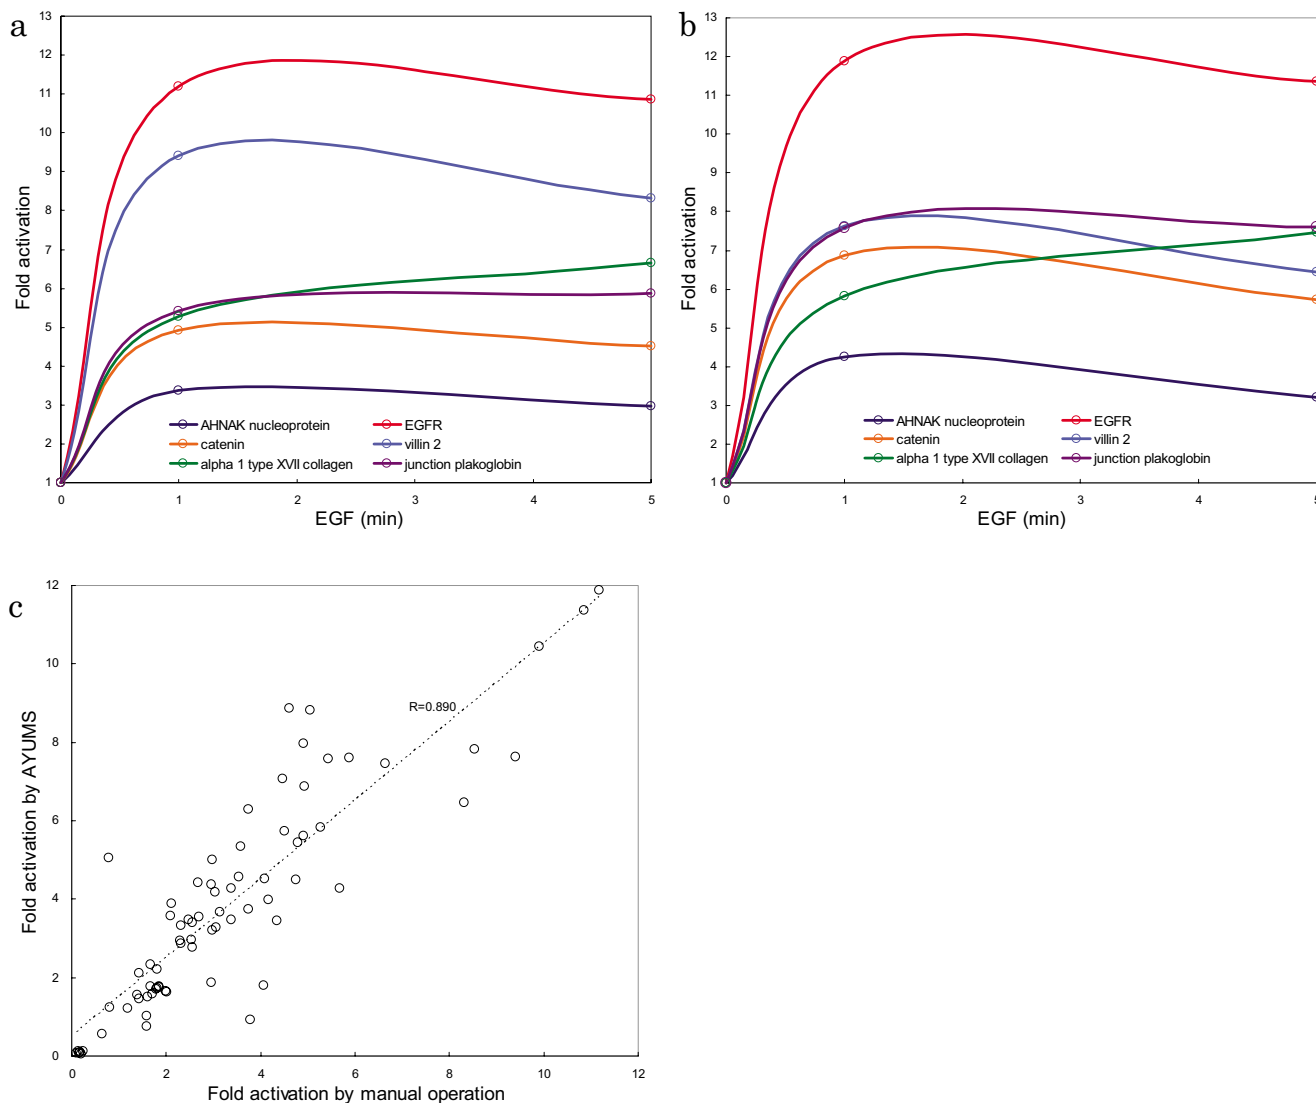 a
13
12
11
10
9
8
7
6
5
4
3
2
1
Fold activation
AHNAK nucleoprotein EGFR
catenin villin 2
alpha 1 type XVII collagen junction plakoglobin
0 1 2 3 4 5
EGF (min)
b
13
12
11
10
9
8
7
6
5
4
3
2
1
Fold activation
AHNAK nucleoprotein EGFR
catenin villin 2
alpha 1 type XVII collagen junction plakoglobin
0 1 2 3 4 5
EGF (min)
c
12
10
8
6
4
2
0
Fold activation by AYUMS
R=0.890
0 2 4 6 8 10 12
Fold activation by manual operation